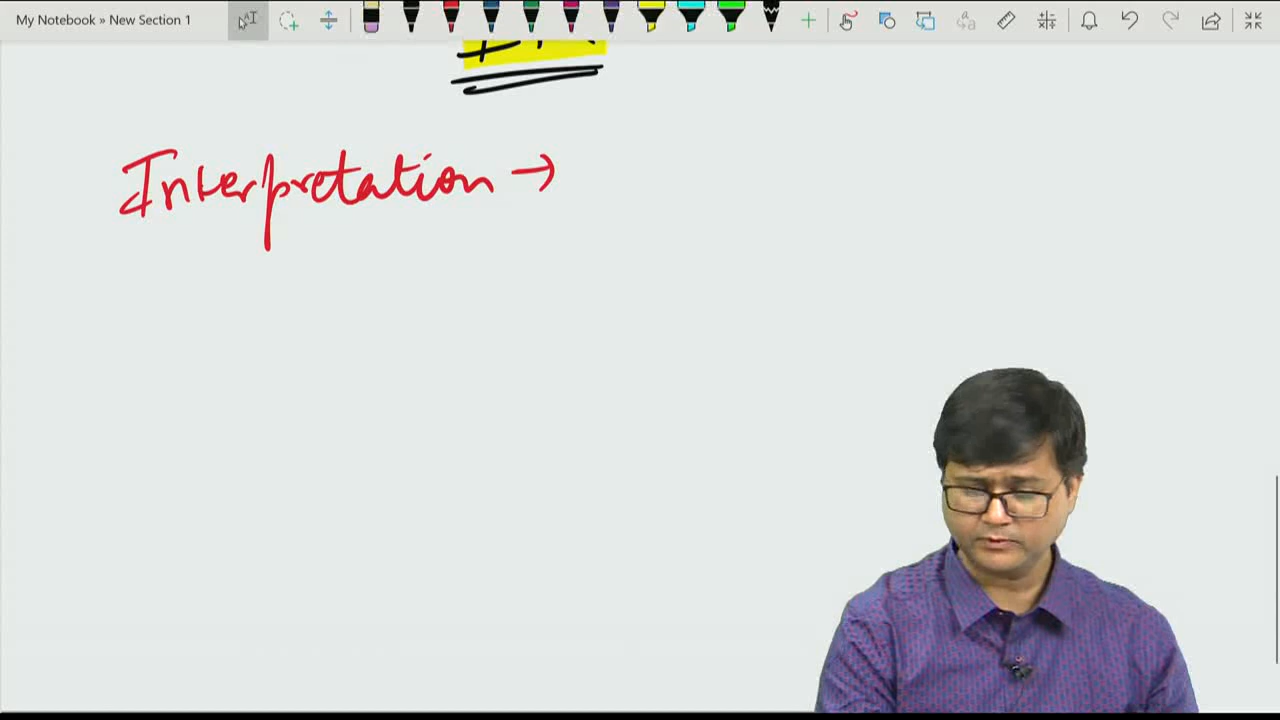 My Notebook » New Section 1
Interpretation →